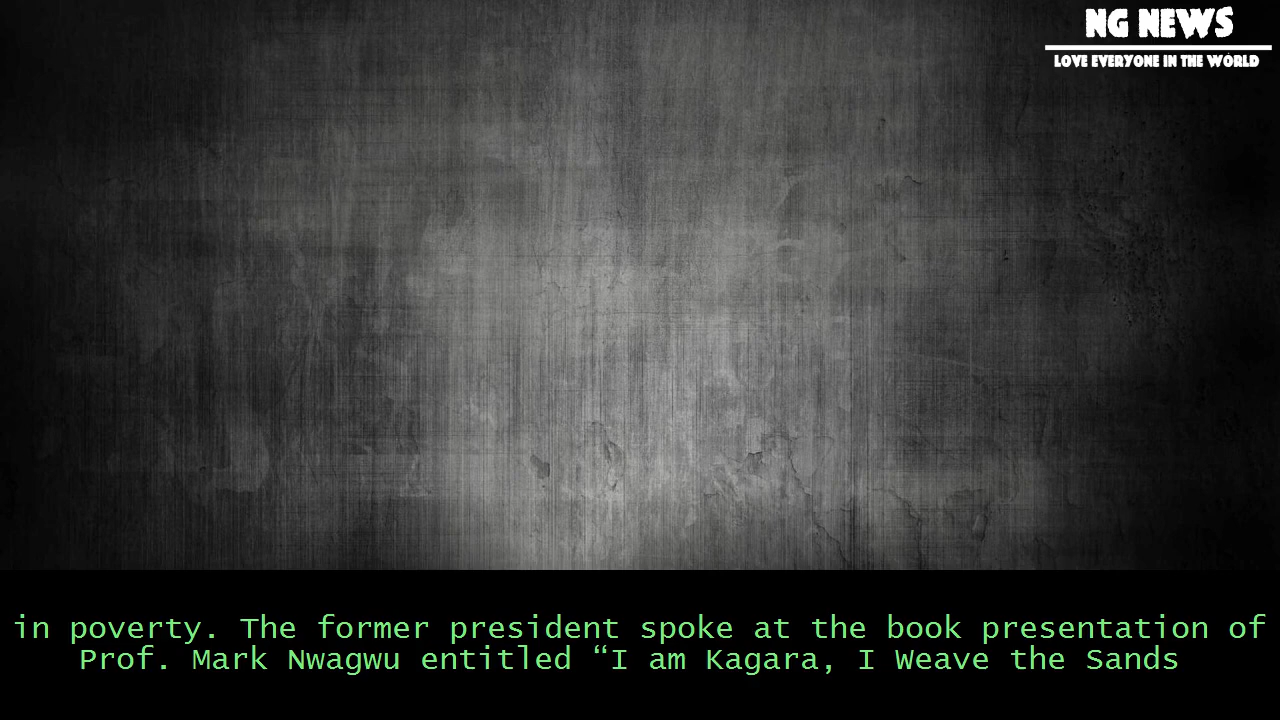 NG NEWS
LOVE EVERYONE IN THE WORLD
in poverty. The former president spoke at the book presentation of
Prof. Mark Nwagwu entitled “I am Kagara, I Weave the Sands